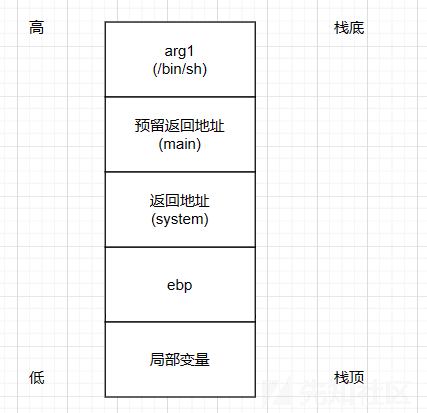 高
栈底
arg1
(/bin/sh)
预留返回地址
(main)
返回地址
(system)
ebp
局部变量
低
栈顶
先知社区